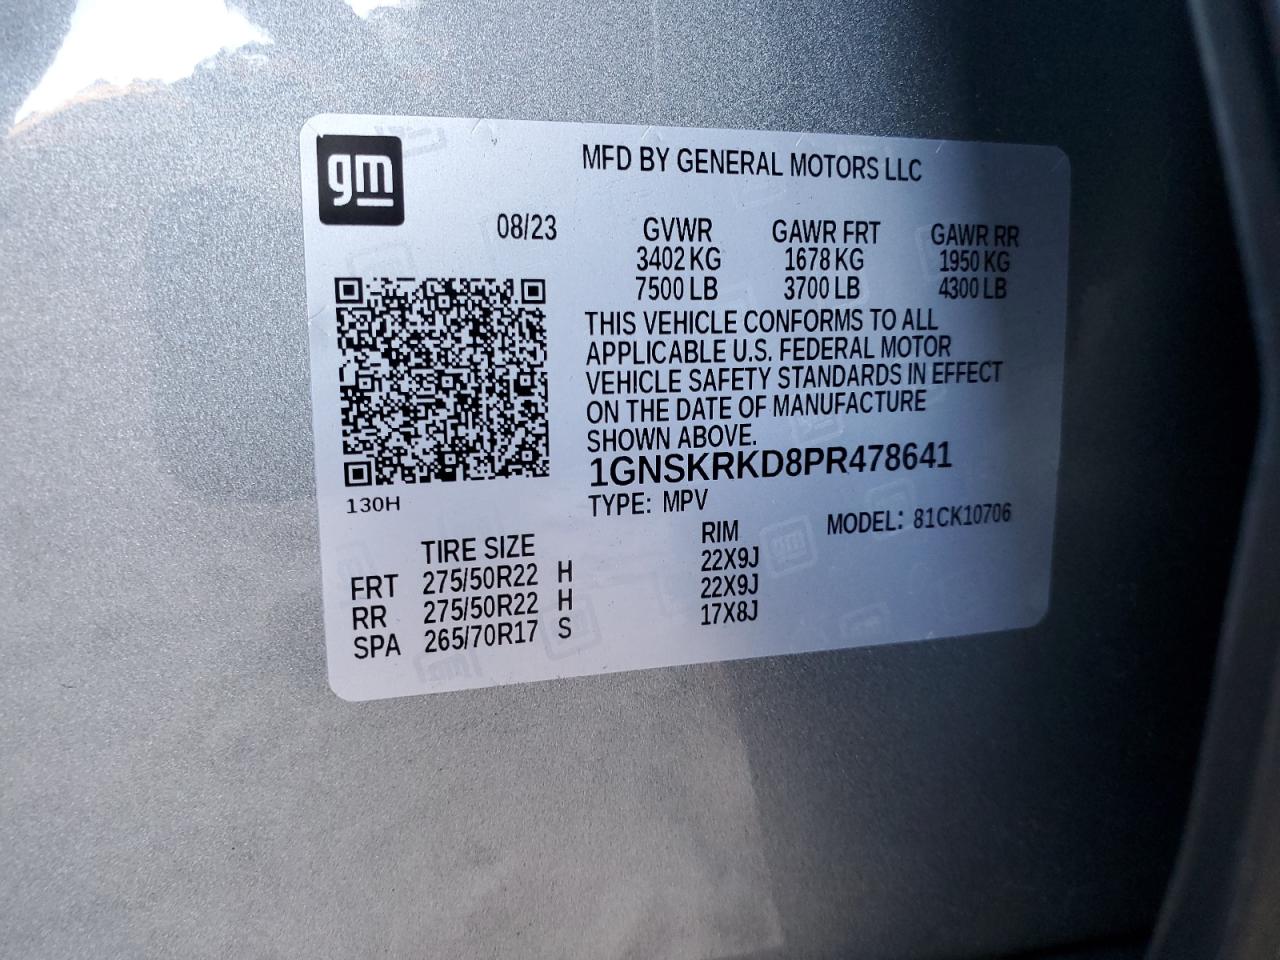 gm
MFD BY GENERAL MOTORS LLC
08/23 GVWR GAWR FRT GAWR RR
3402 KG 1678 KG 1950 KG
7500 LB 3700 LB 4300 LB
THIS VEHICLE CONFORMS TO ALL
APPLICABLE U.S. FEDERAL MOTOR
VEHICLE SAFETY STANDARDS IN EFFECT
ON THE DATE OF MANUFACTURE
SHOWN ABOVE.
1GNSKRKD8PR478641
130H
TYPE: MPV MODEL: 81CK10706
TIRE SIZE RIM
FRT 275/50R22 H 22X9J
RR 275/50R22 H 22X9J
SPA 265/70R17 S 17X8J